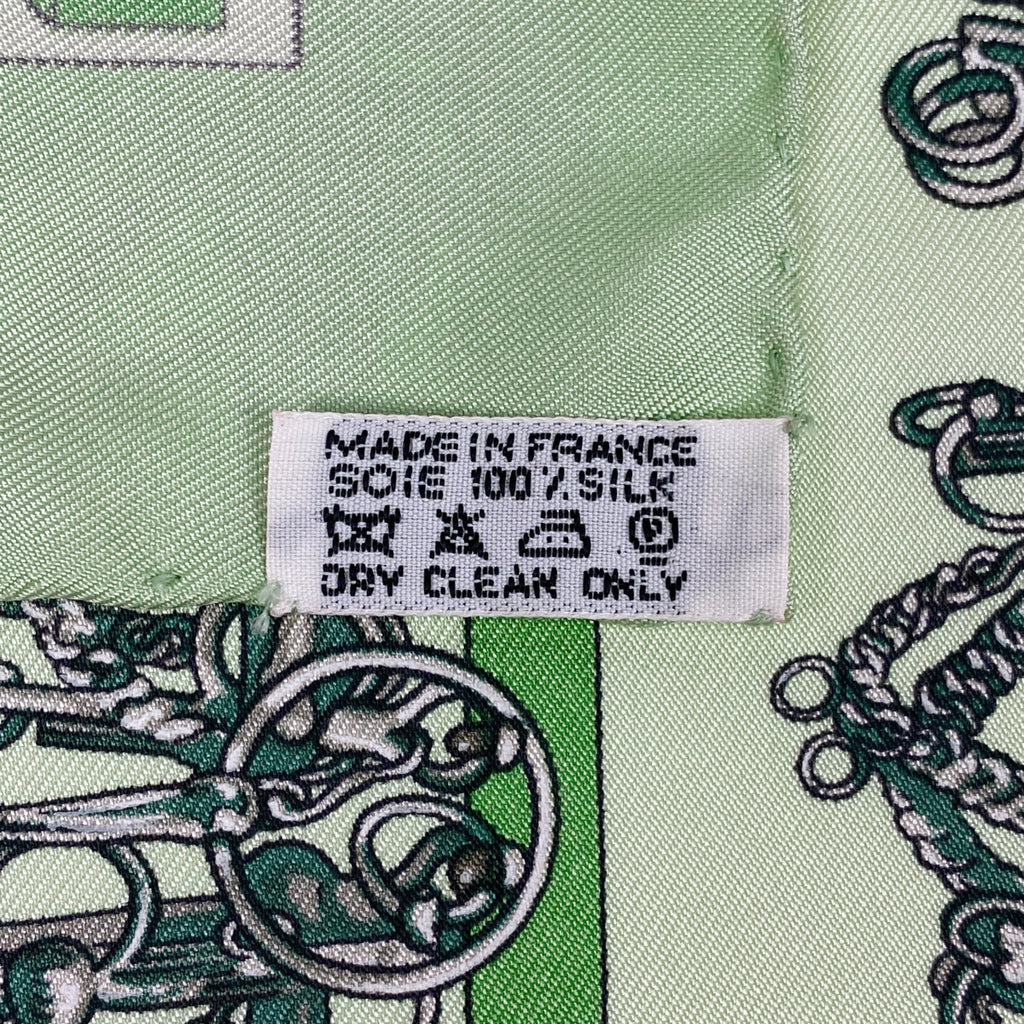 MADE IN FRANCE
SOIE 100% SILK
P
DRY CLEAN ONLY